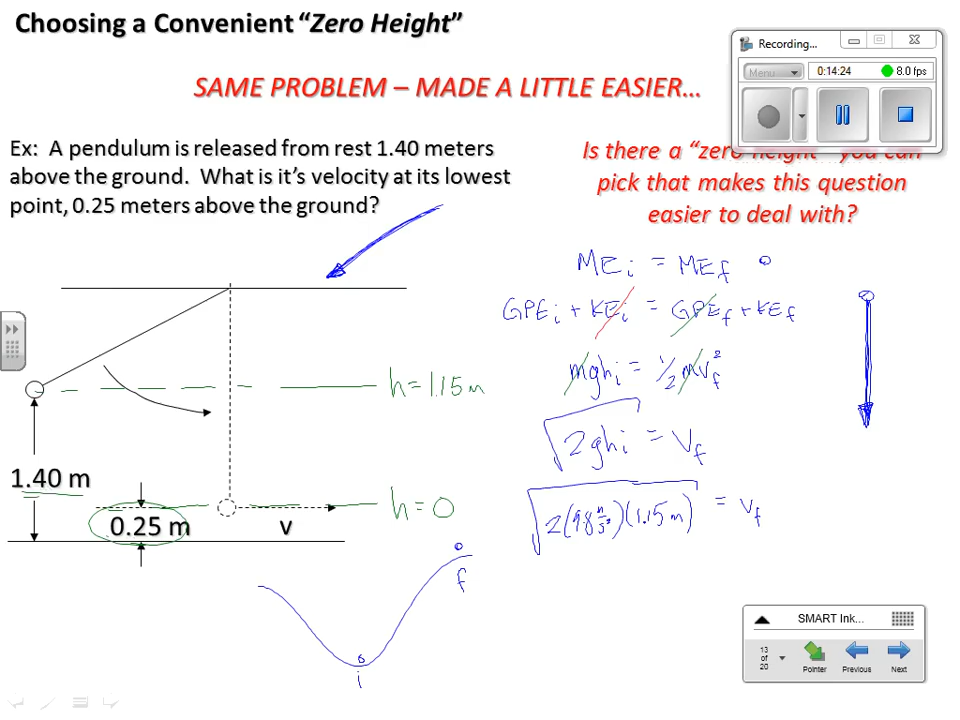 Choosing a Convenient “Zero Height”
SAME PROBLEM – MADE A LITTLE EASIER…
Recording...
Menu
0:14:24
8.0 fps
Ex: A pendulum is released from rest 1.40 meters
above the ground. What is it’s velocity at its lowest
point, 0.25 meters above the ground?
Is there a “zero height” you can
pick that makes this question
easier to deal with?
MEi = MEf
GPEi + KEi = GPEf + KEf
mghi = 1/2 mvf²
√2ghi = Vf
√2(9.8 m/s²)(1.15 m) = Vf
h = 1.15 m
1.40 m
h = 0
0.25 m
v
f
i
SMART Ink...
13
of
20
Pointer
Previous
Next